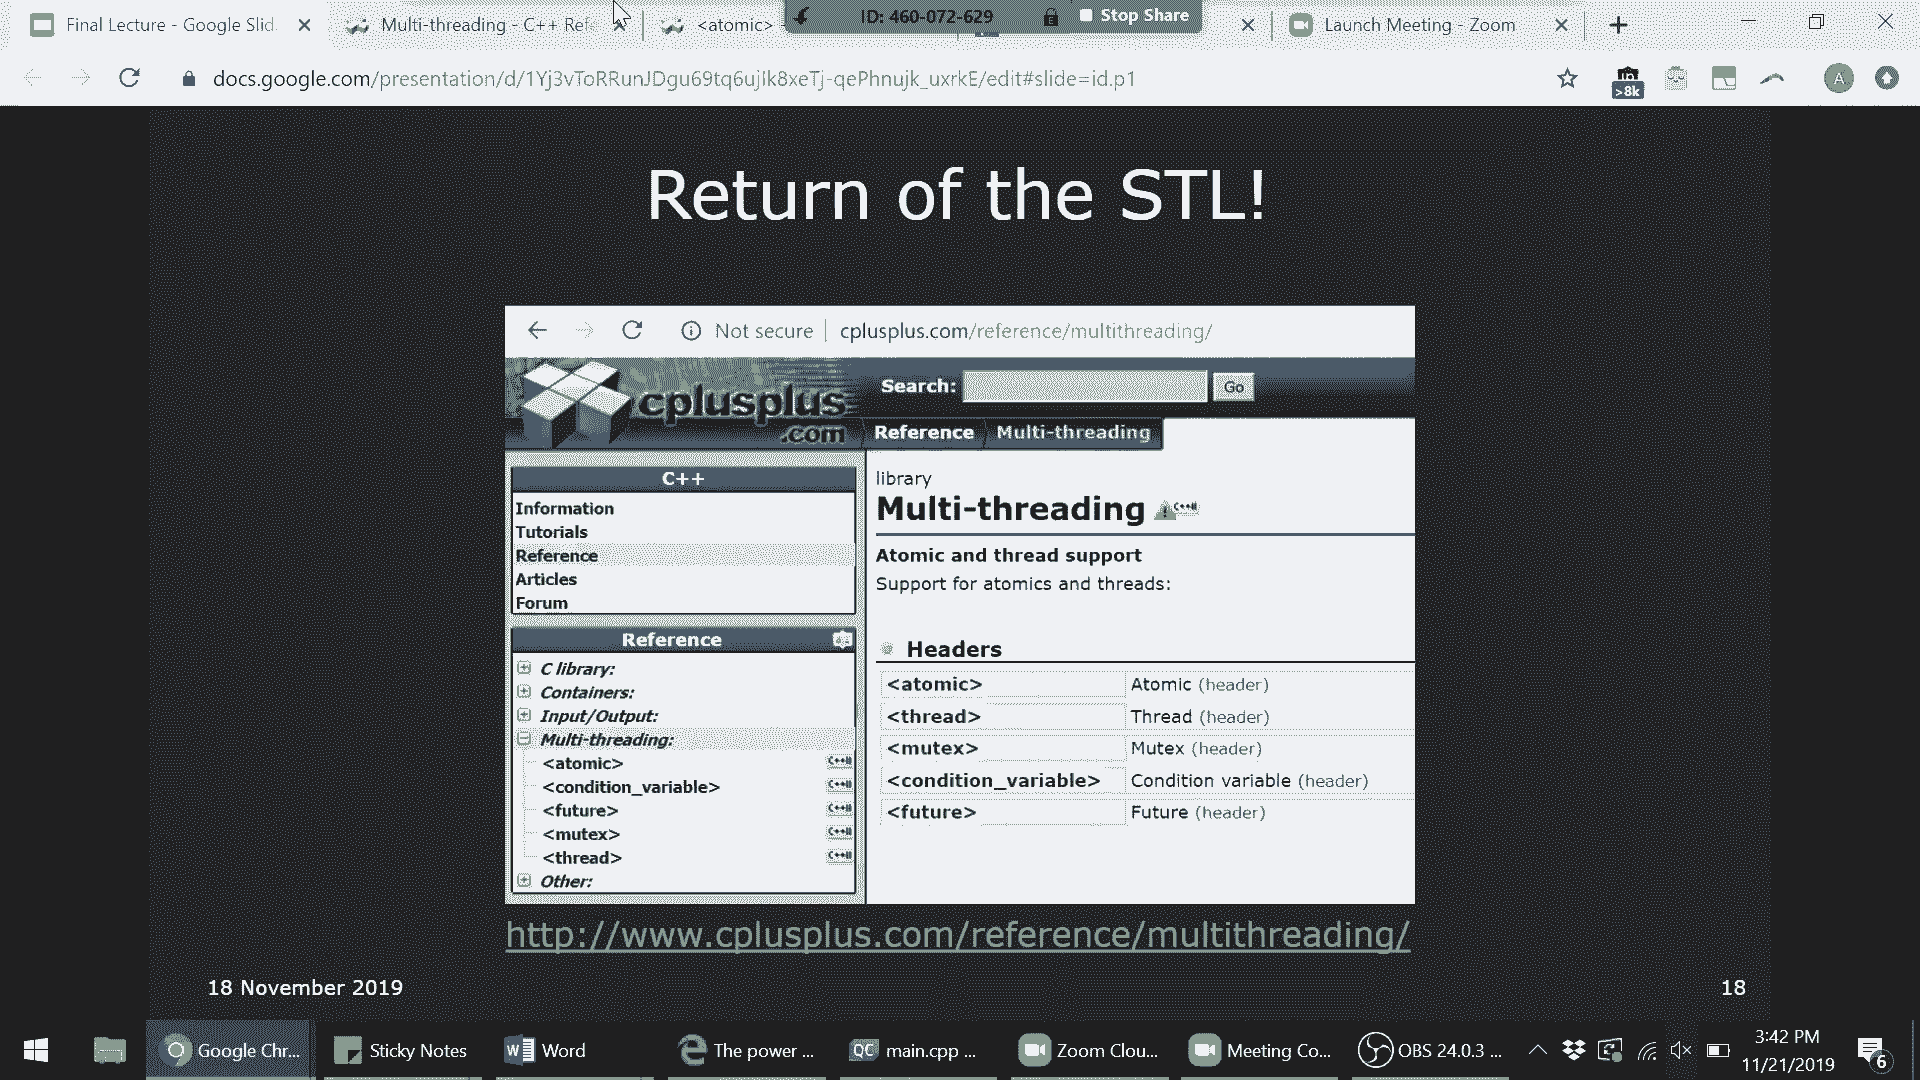 Final Lecture - Google Slid
Multi-threading - C++ Refe
<atomic>
ID: 460-072-629
Stop Share
Launch Meeting - Zoom
docs.google.com/presentation/d/1Yj3vToRRunJDgu69tq6ujIk8xeTj-qePhnujk_uxrkE/edit#slide=id.p1
>8k
A
Return of the STL!
Not secure
cplusplus.com/reference/multithreading/
cplusplus
.com
Search:
Go
Reference
Multi-threading
C++
Information
Tutorials
Reference
Articles
Forum
Reference
C library:
Containers:
Input/Output:
Multi-threading:
<atomic>
<condition_variable>
<future>
<mutex>
<thread>
Other:
library
Multi-threading
Atomic and thread support
Support for atomics and threads:
Headers
<atomic> Atomic (header)
<thread> Thread (header)
<mutex> Mutex (header)
<condition_variable> Condition variable (header)
<future> Future (header)
http://www.cplusplus.com/reference/multithreading/
18 November 2019
18
Google Chr...
Sticky Notes
Word
The power ...
main.cpp ...
Zoom Clou...
Meeting Co...
OBS 24.0.3 ...
3:42 PM
11/21/2019
6